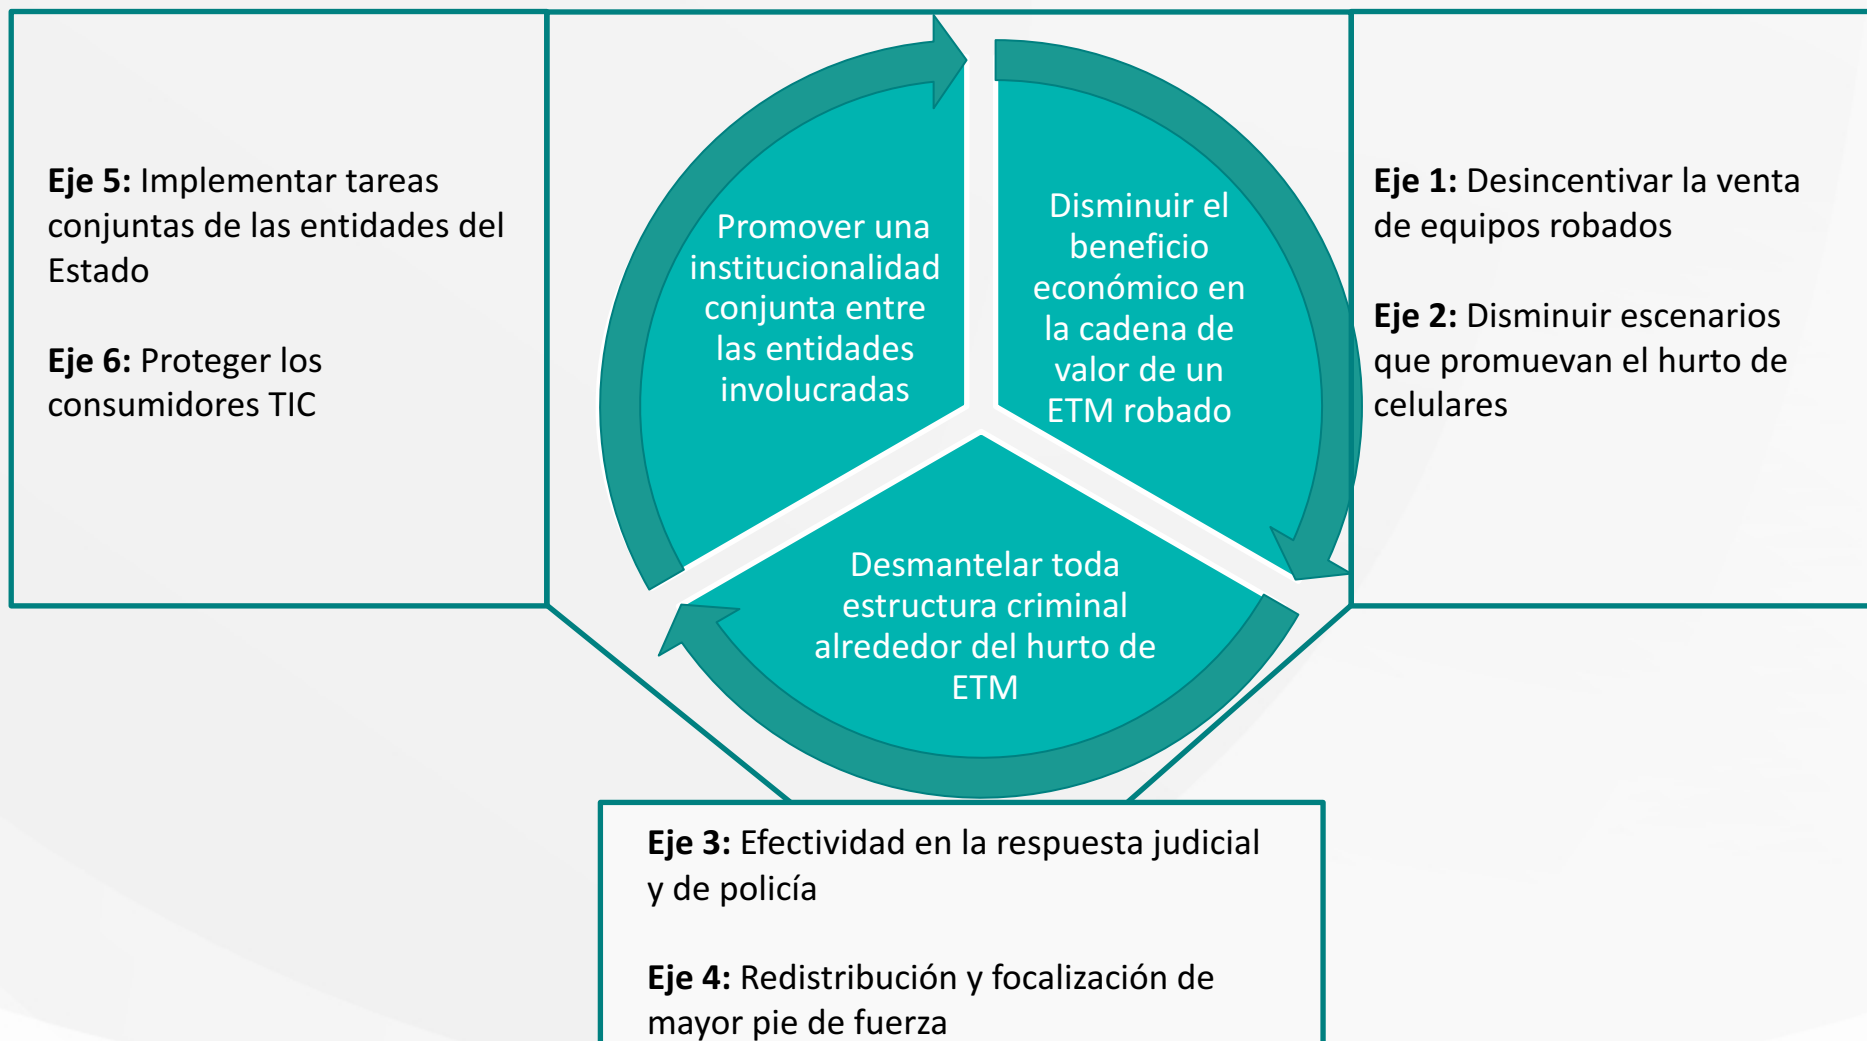 Eje 5: Implementar tareas
conjuntas de las entidades del
Estado
Eje 6: Proteger los
consumidores TIC
Promover una
institucionalidad
conjunta entre
las entidades
involucradas
Disminuir el
beneficio
económico en
la cadena de
valor de un
ETM robado
Eje 1: Desincentivar la venta
de equipos robados
Eje 2: Disminuir escenarios
que promuevan el hurto de
celulares
Desmantelar toda
estructura criminal
alrededor del hurto de
ETM
Eje 3: Efectividad en la respuesta judicial
y de policía
Eje 4: Redistribución y focalización de
mayor pie de fuerza